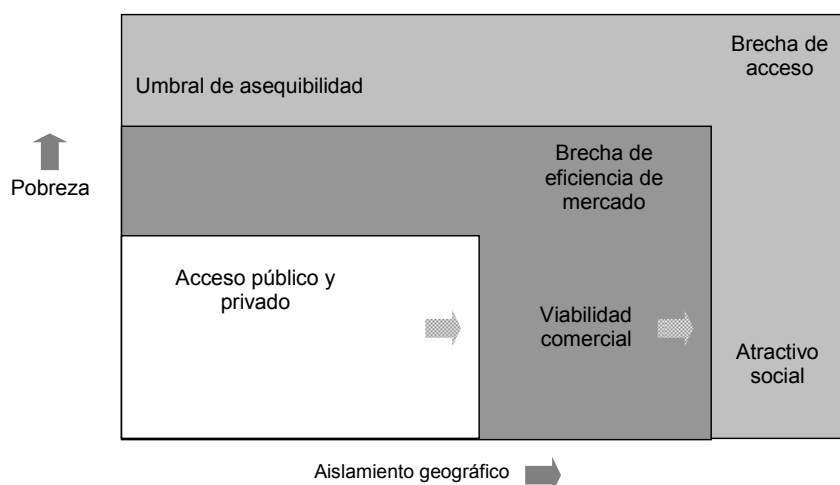 Brecha de
acceso
Umbral de asequibilidad
Brecha de
eficiencia de
mercado
Pobreza
Acceso público y
privado
Viabilidad
comercial
Atractivo
social
Aislamiento geográfico